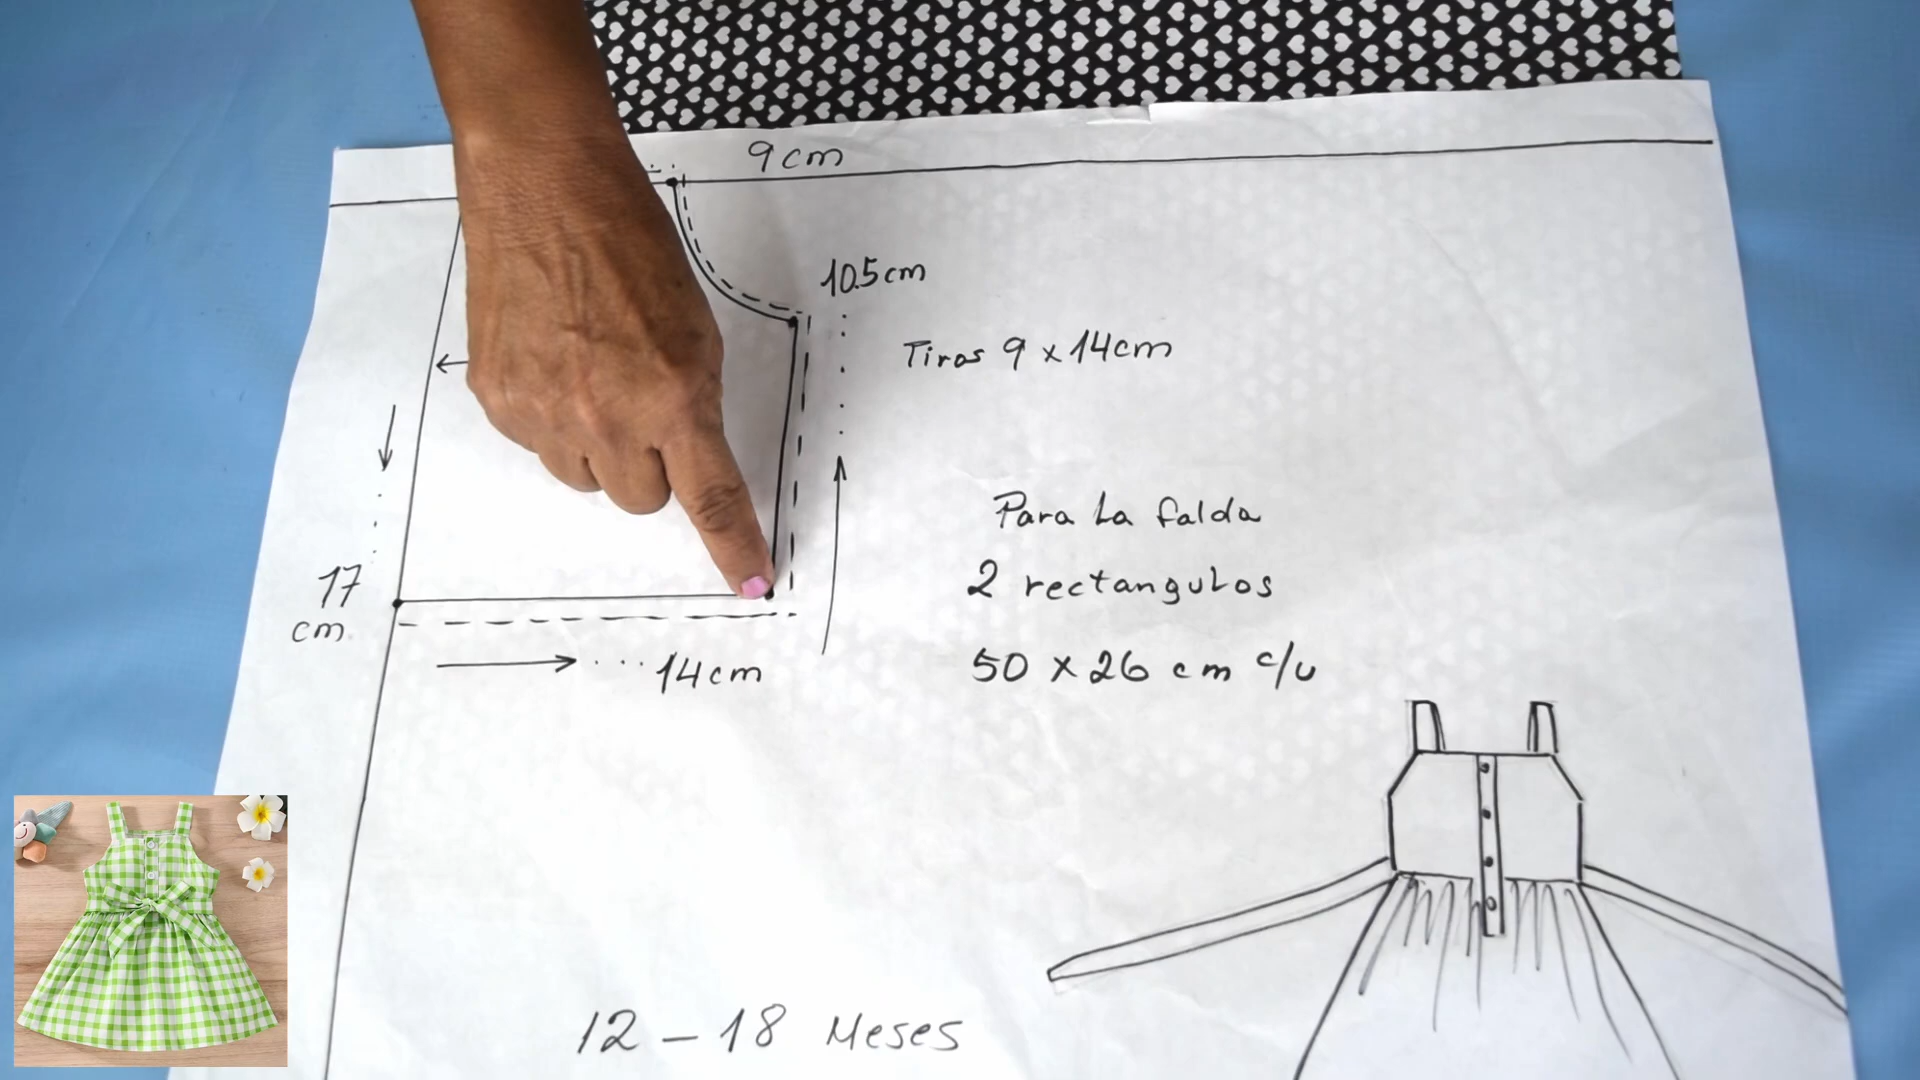 9cm
10.5cm
Tiras 9 x 14cm
Para La falda
2 rectangulos
50 x 26 cm c/u
17
cm.
14cm
12 - 18 Meses